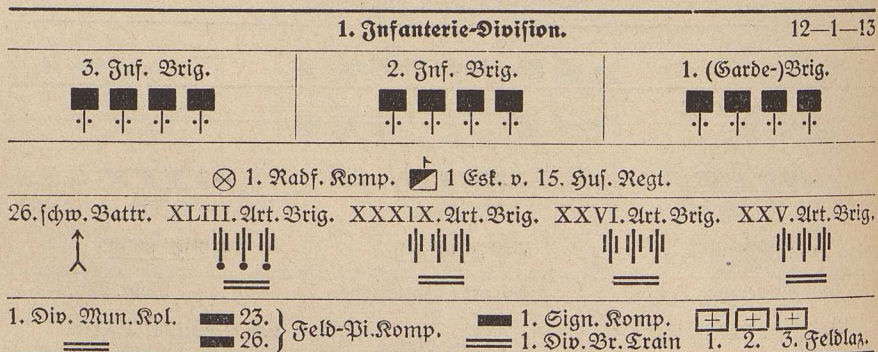 1. Infanterie-Division. 12—1—13
3. Inf. Brig. 2. Inf. Brig. 1. (Garde-)Brig.
1. Radf. Komp. 1 Esk. v. 15. Hus. Regt.
26. schw. Battr. XLIII. Art. Brig. XXXIX. Art. Brig. XXVI. Art. Brig. XXV. Art. Brig.
1. Div. Mun. Kol. 23. Feld-Pi. Komp. 1. Sign. Komp.
26. 1. Div. Br. Train 1. 2. 3. Feldlaz.